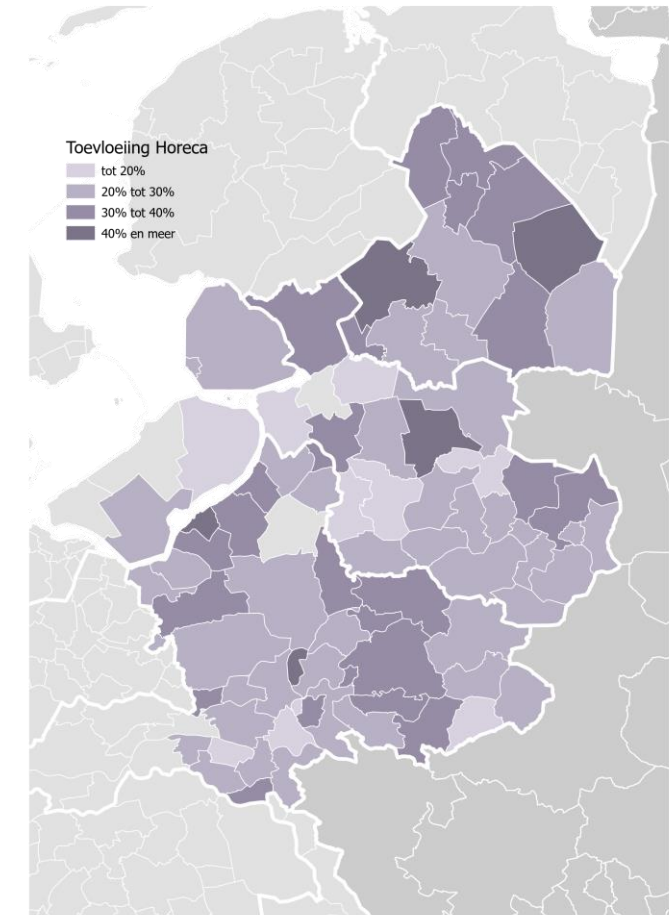 Toevloeiing Horeca
tot 20%
20% tot 30%
30% tot 40%
40% en meer